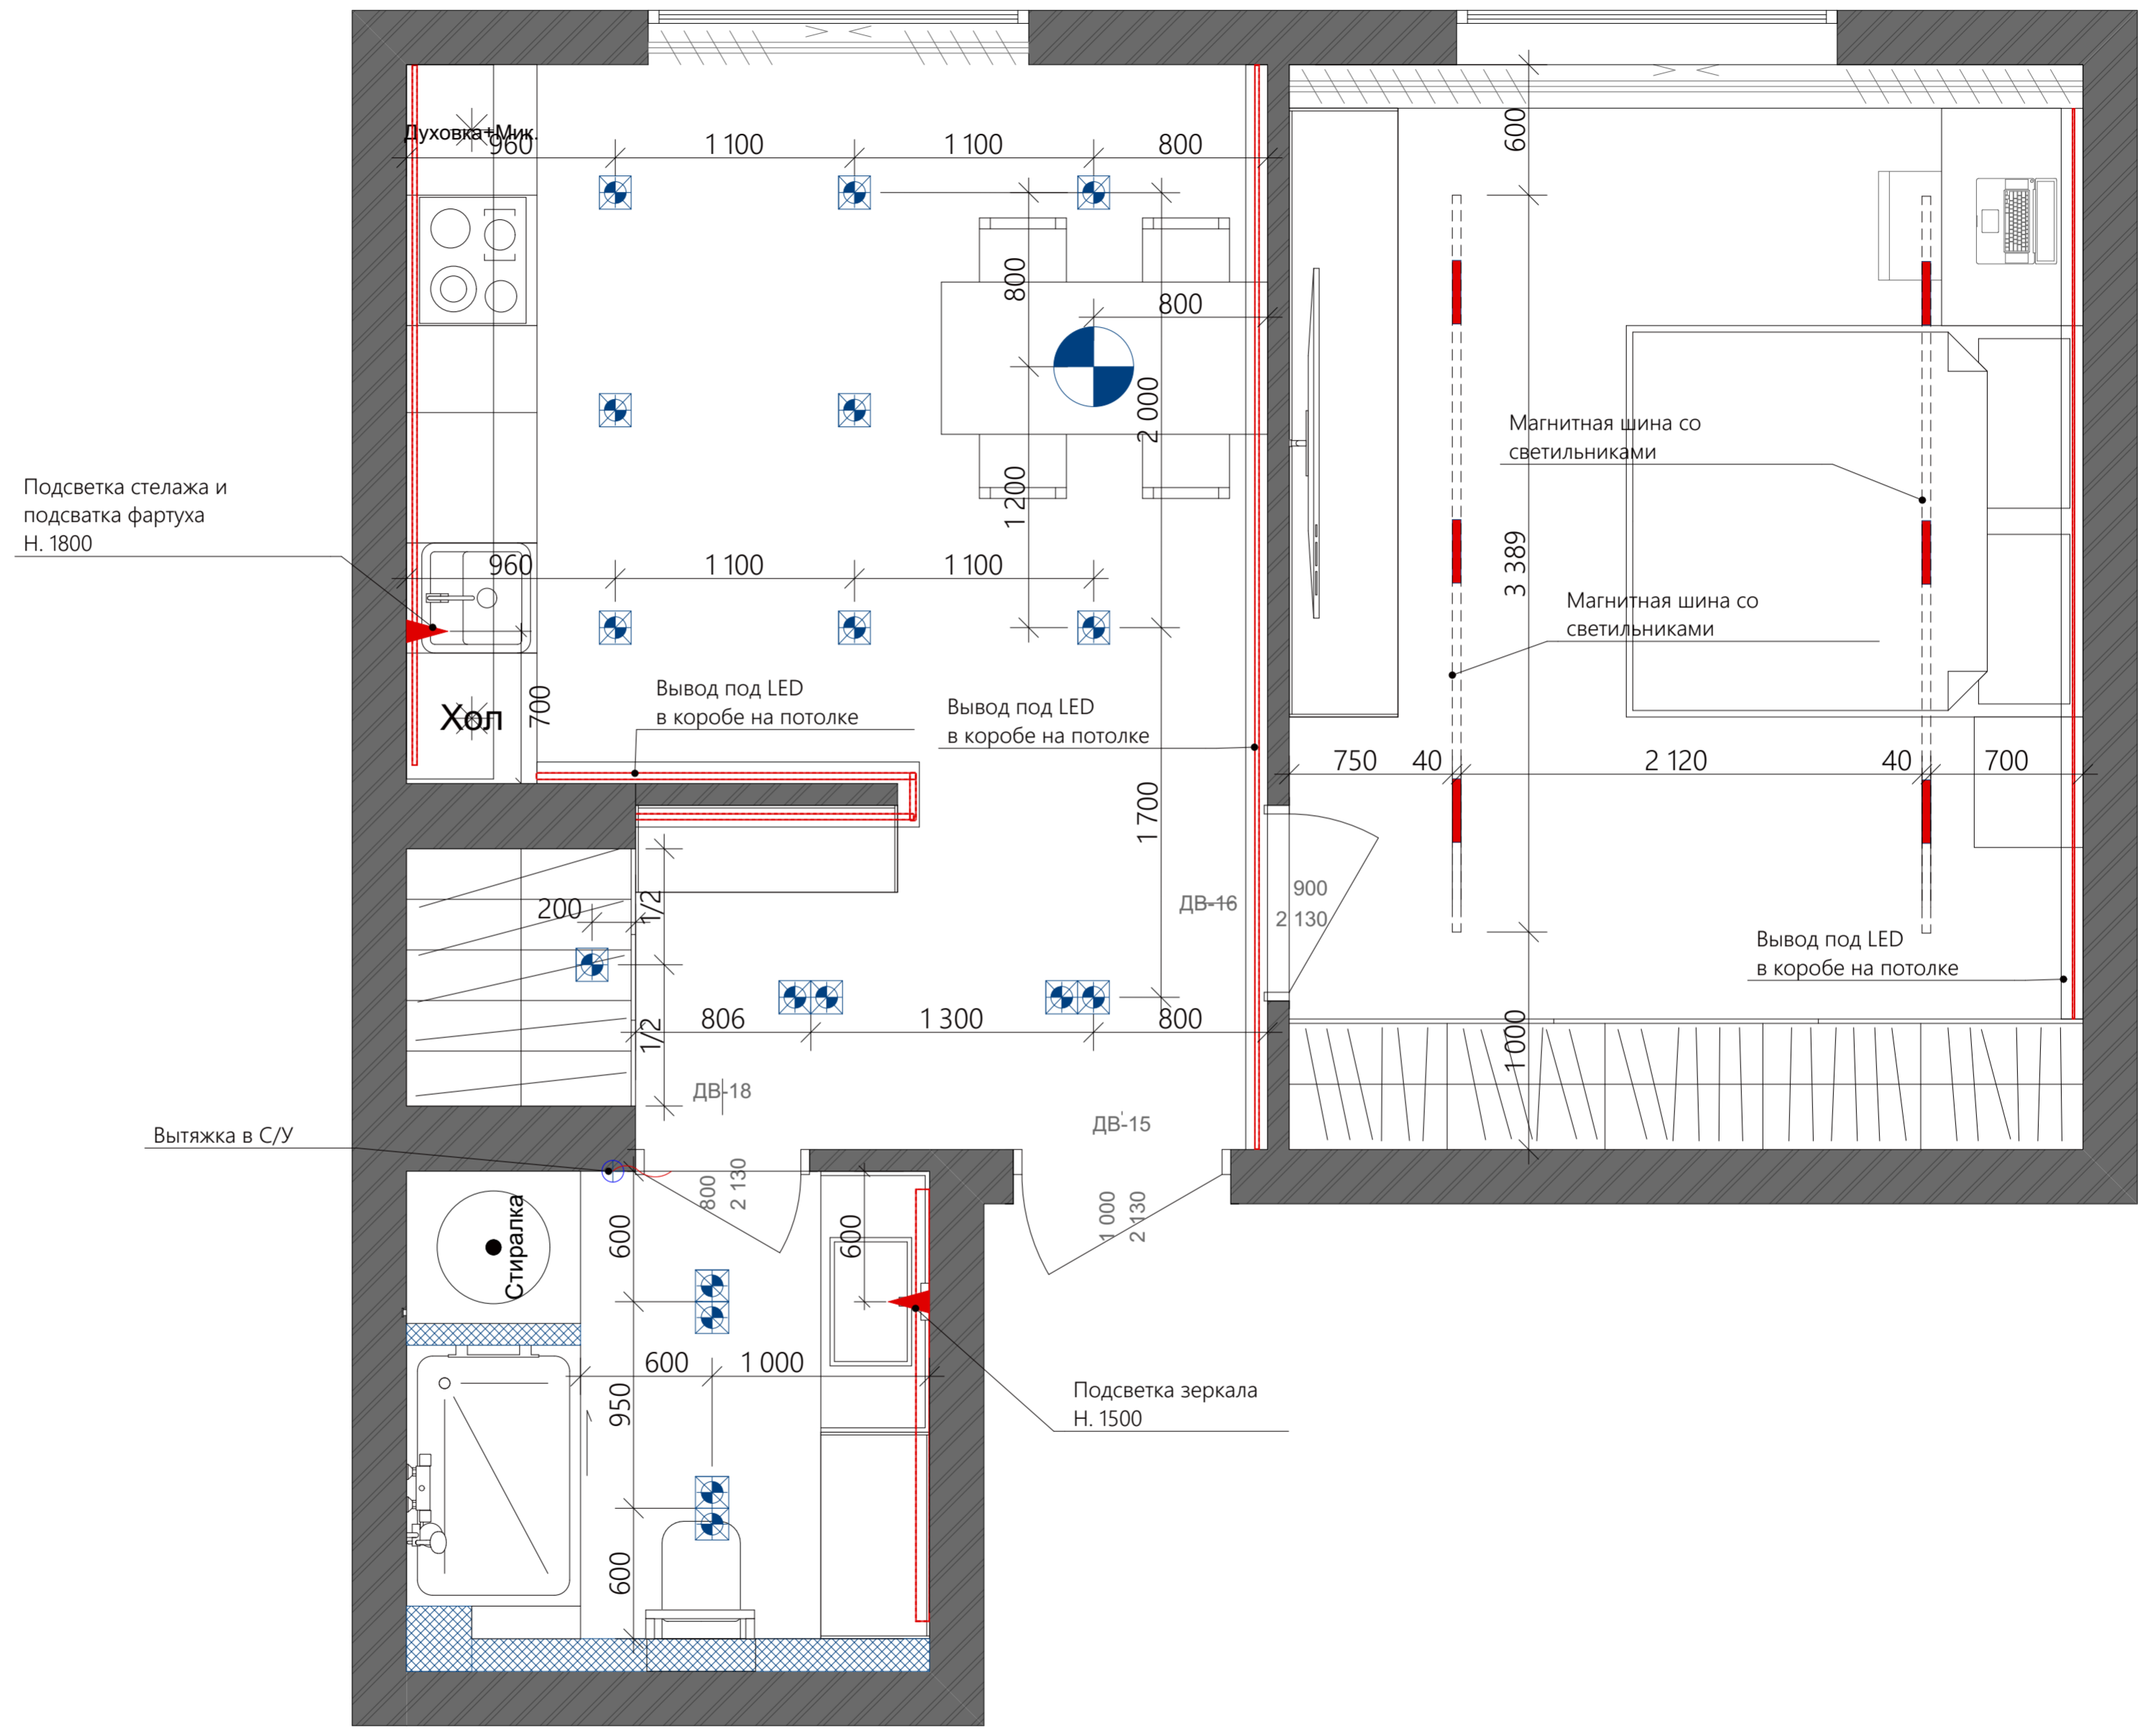 Духовка+Мик.
960
1 100
1 100
800
600
800
800
2 000
1 200
Магнитная шина со
светильниками
Подсветка стелажа и
подсватка фартуха
Н. 1800
960
1 100
1 100
3 389
Магнитная шина со
светильниками
Хол
700
Вывод под LED
в коробе на потолке
Вывод под LED
в коробе на потолке
750
40
2 120
40
700
1 700
ДВ-16
900
2 130
200
1/2
Вывод под LED
в коробе на потолке
1/2
806
1 300
800
1 000
ДВ-18
ДВ-15
Вытяжка в С/У
800
2 130
1 000
2 130
Стиралка
600
600
600
1 000
950
Подсветка зеркала
Н. 1500
600